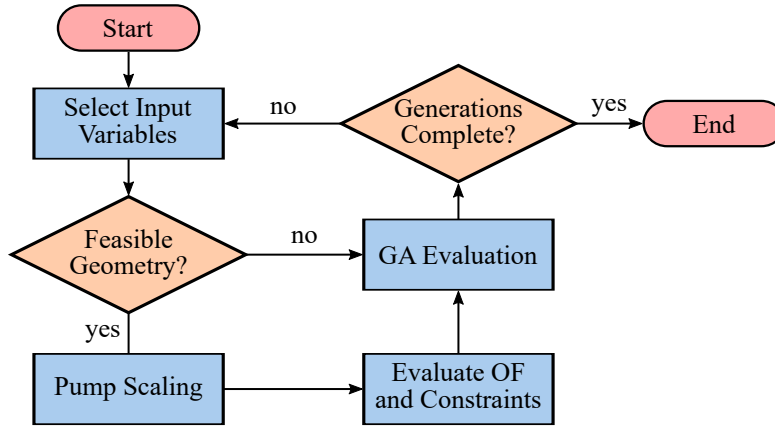 Start
Select Input
Variables
no
Generations
Complete?
yes
End
Feasible
Geometry?
no
GA Evaluation
yes
Pump Scaling
Evaluate OF
and Constraints